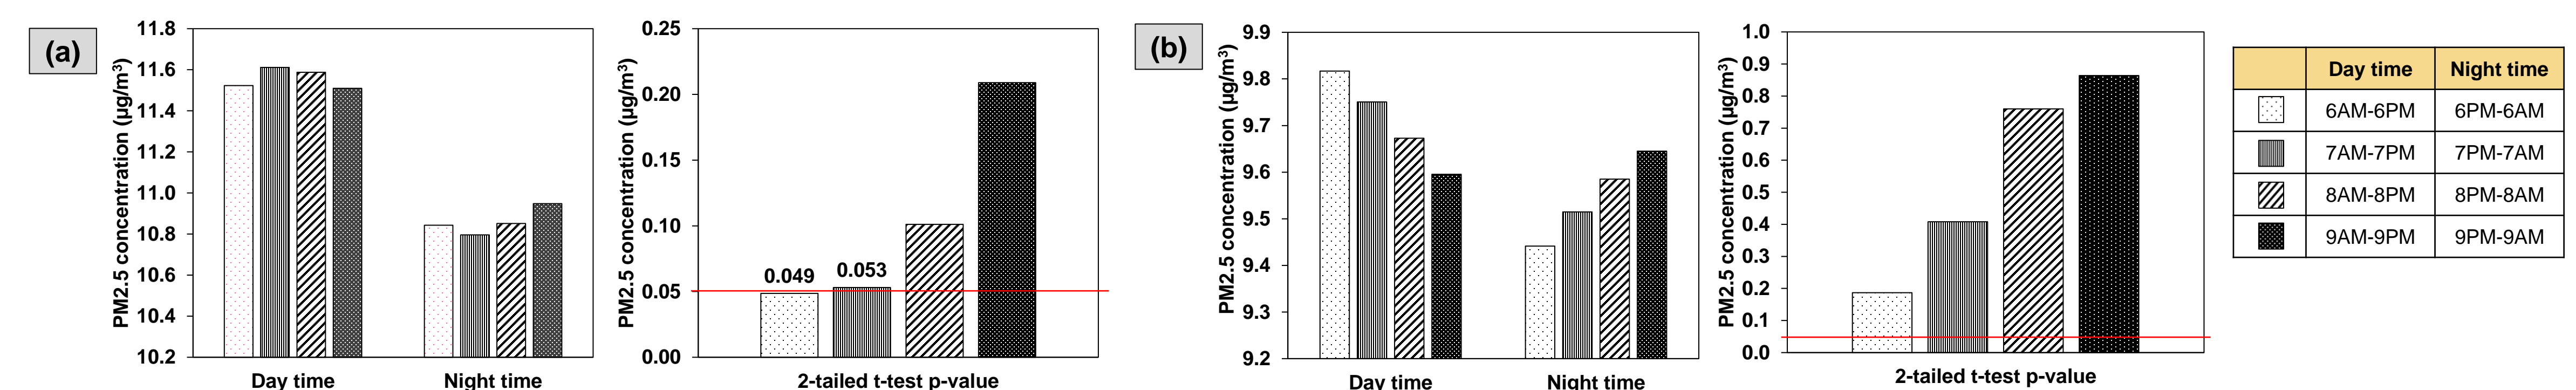 (a)
PM2.5 concentration (µg/m³)
11.8
11.6
11.4
11.2
11.0
10.8
10.6
10.4
10.2
Day time
Night time
PM2.5 concentration (µg/m³)
0.25
0.20
0.15
0.10
0.05
0.00
0.049
0.053
2-tailed t-test p-value
(b)
PM2.5 concentration (µg/m³)
9.9
9.8
9.7
9.6
9.5
9.4
9.3
9.2
Day time
Night time
PM2.5 concentration (µg/m³)
1.0
0.9
0.8
0.7
0.6
0.5
0.4
0.3
0.2
0.1
0.0
2-tailed t-test p-value
Day time Night time
6AM-6PM 6PM-6AM
7AM-7PM 7PM-7AM
8AM-8PM 8PM-8AM
9AM-9PM 9PM-9AM